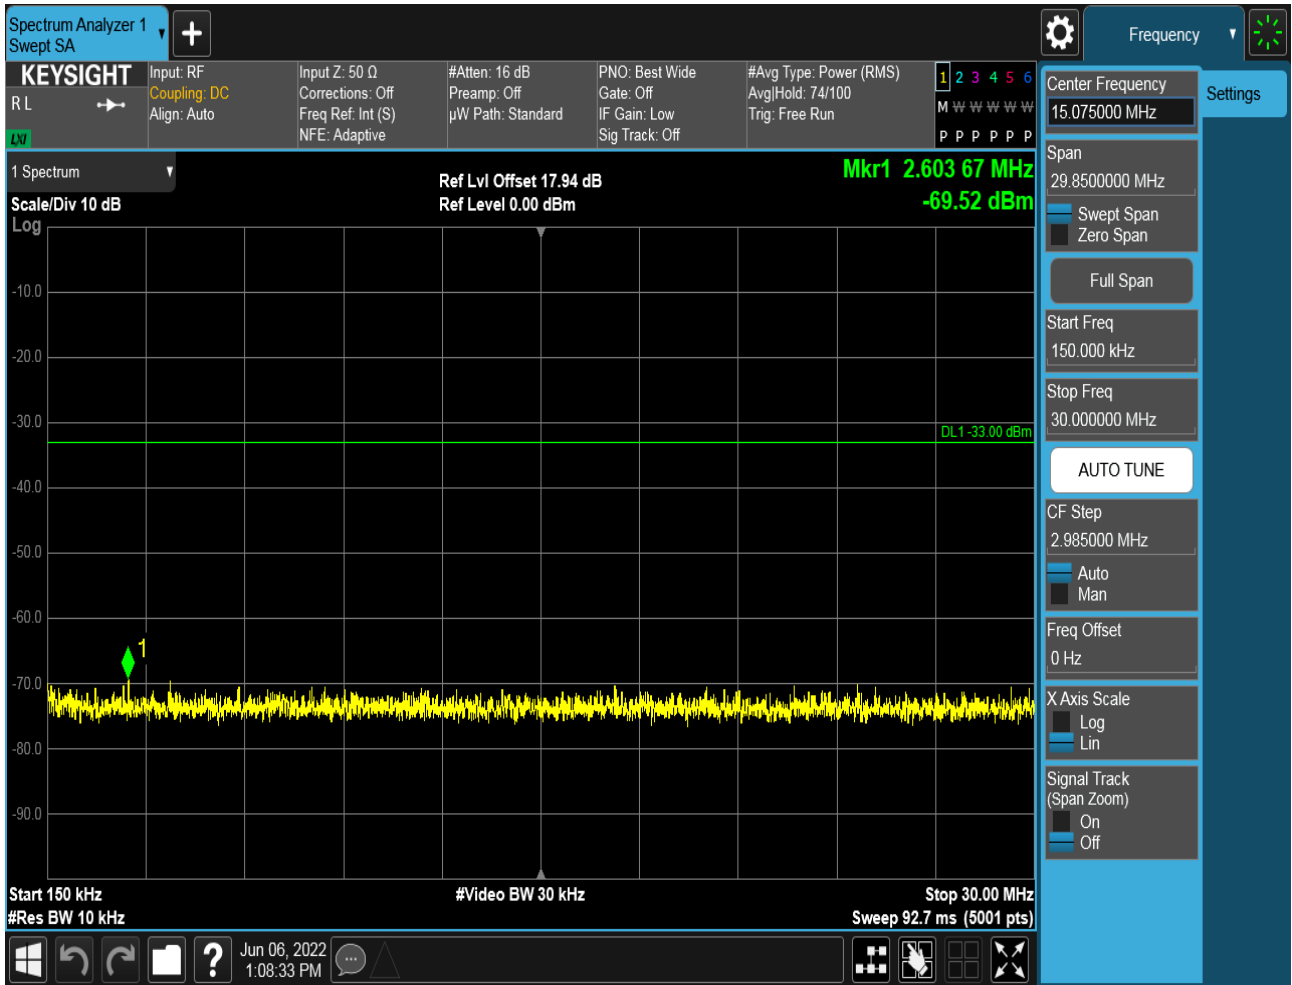 Spectrum Analyzer 1
Swept SA
Frequency
KEYSIGHT
R L
LXI
Input: RF
Coupling: DC
Align: Auto
Input Z: 50 Ω
Corrections: Off
Freq Ref: Int (S)
NFE: Adaptive
#Atten: 16 dB
Preamp: Off
µW Path: Standard
PNO: Best Wide
Gate: Off
IF Gain: Low
Sig Track: Off
#Avg Type: Power (RMS)
Avg|Hold: 74/100
Trig: Free Run
1 2 3 4 5 6
M W W W W W
P P P P P P
1 Spectrum
Scale/Div 10 dB
Log
Ref Lvl Offset 17.94 dB
Ref Level 0.00 dBm
Mkr1 2.603 67 MHz
-69.52 dBm
-10.0
-20.0
-30.0
DL1 -33.00 dBm
-40.0
-50.0
-60.0
1
-70.0
-80.0
-90.0
Start 150 kHz
#Video BW 30 kHz
Stop 30.00 MHz
#Res BW 10 kHz
Sweep 92.7 ms (5001 pts)
Center Frequency
15.075000 MHz
Settings
Span
29.8500000 MHz
Swept Span
Zero Span
Full Span
Start Freq
150.000 kHz
Stop Freq
30.000000 MHz
AUTO TUNE
CF Step
2.985000 MHz
Auto
Man
Freq Offset
0 Hz
X Axis Scale
Log
Lin
Signal Track
(Span Zoom)
On
Off
?
Jun 06, 2022
1:08:33 PM